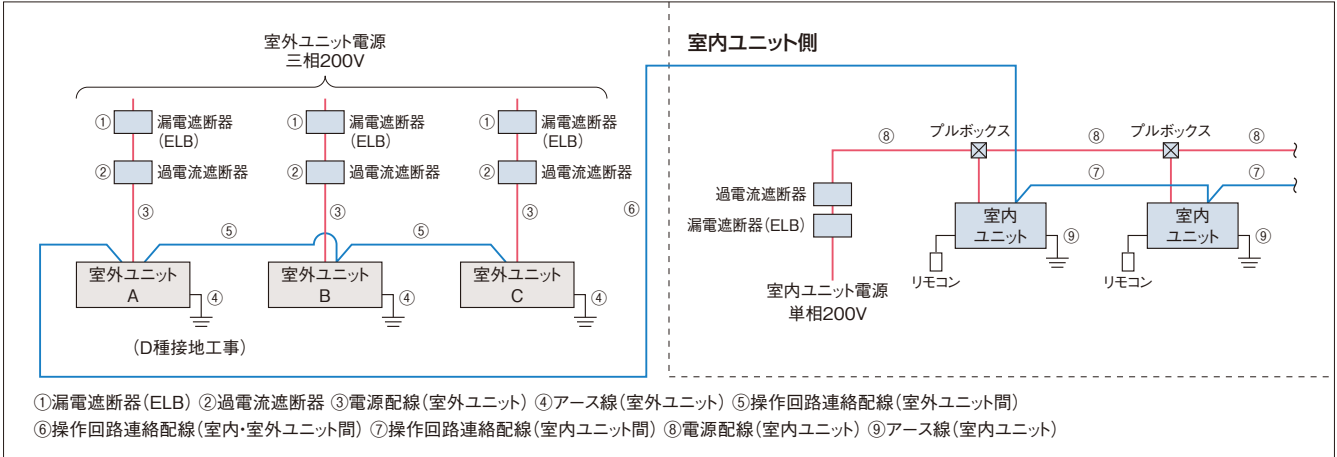 室外ユニット電源
三相200V
① 漏電遮断器
(ELB)
① 漏電遮断器
(ELB)
① 漏電遮断器
(ELB)
② 過電流遮断器
② 過電流遮断器
② 過電流遮断器
③
③
③
⑥
⑤
⑤
室外ユニット
A
④
室外ユニット
B
④
室外ユニット
C
④
(D種接地工事)
室内ユニット側
⑧
プルボックス
⑧
プルボックス
⑧
過電流遮断器
漏電遮断器(ELB)
⑦
⑦
室内
ユニット
⑨
室内
ユニット
⑨
リモコン
リモコン
室内ユニット電源
単相200V
①漏電遮断器(ELB) ②過電流遮断器 ③電源配線(室外ユニット) ④アース線(室外ユニット) ⑤操作回路連絡配線(室外ユニット間)
⑥操作回路連絡配線(室内・室外ユニット間) ⑦操作回路連絡配線(室内ユニット間) ⑧電源配線(室内ユニット) ⑨アース線(室内ユニット)